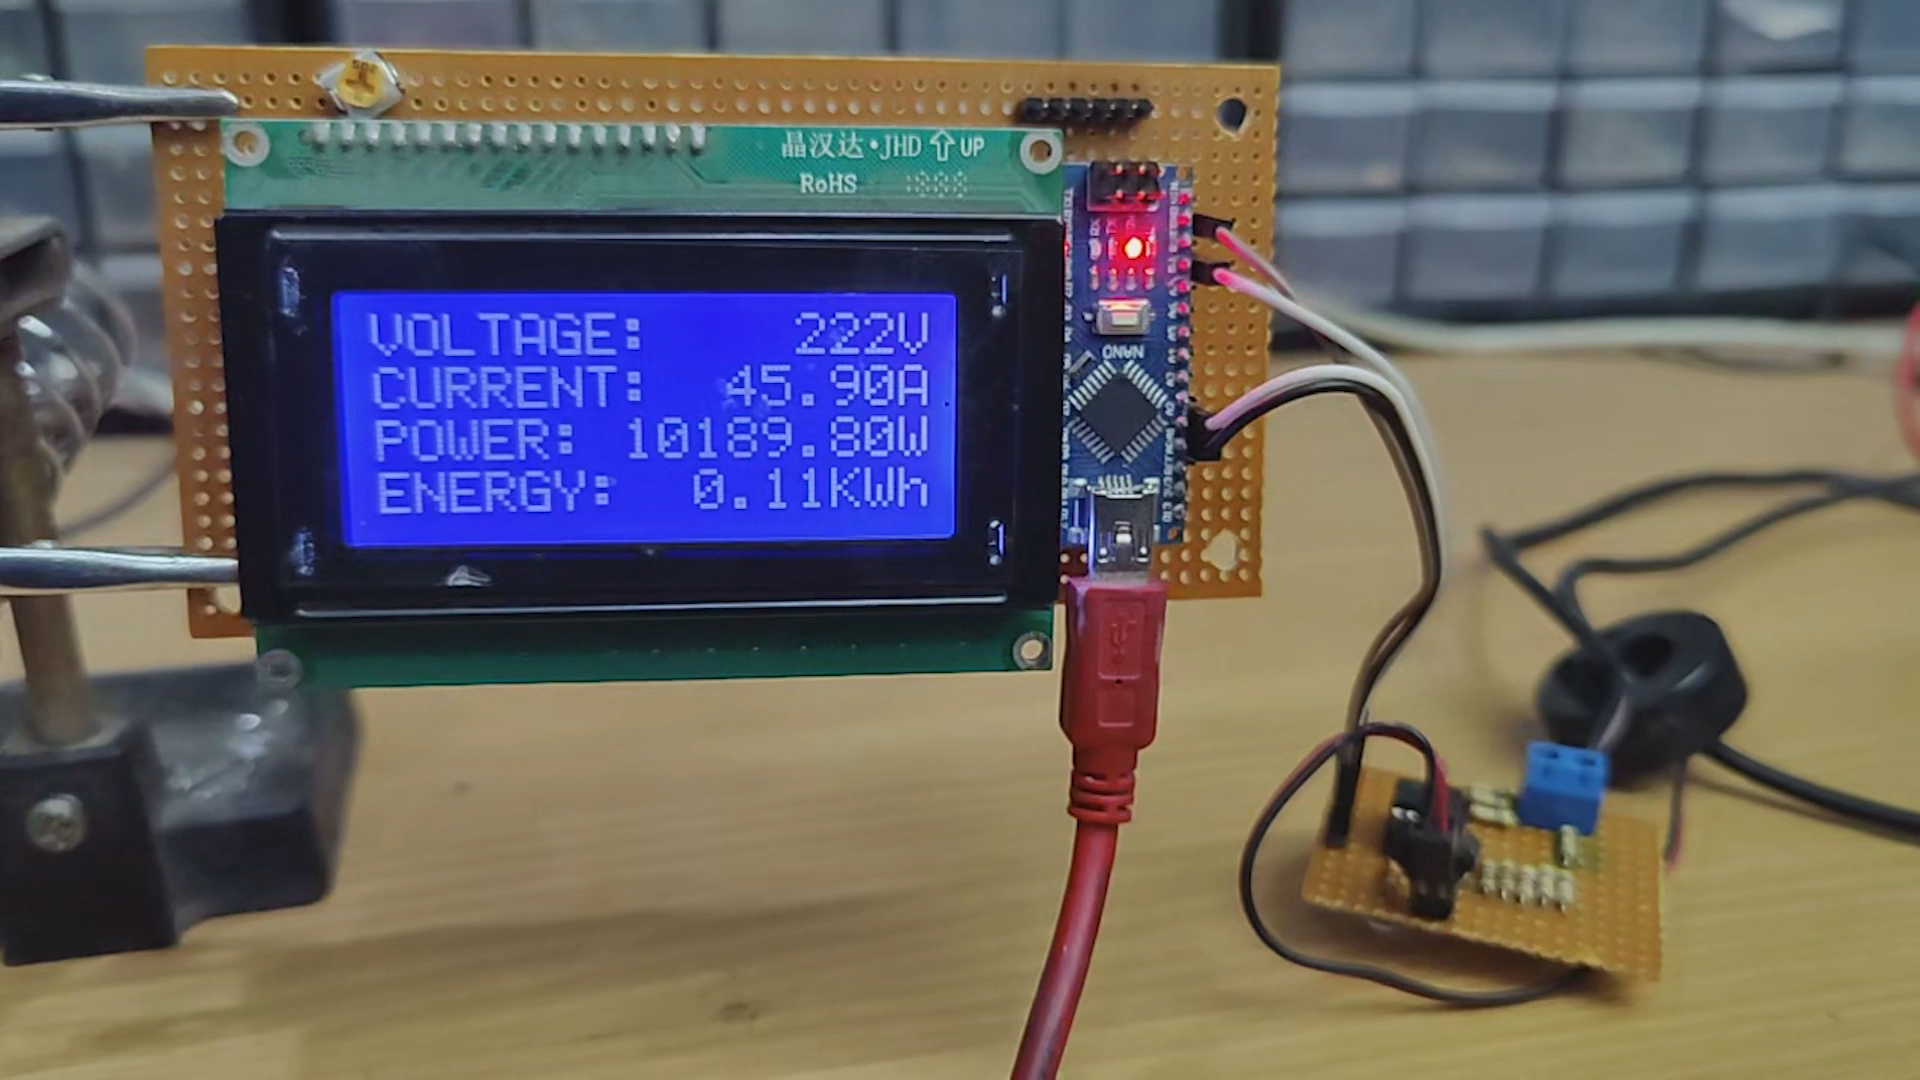 晶汉达•JHD ⇧ UP
RoHS
VOLTAGE: 222V
CURRENT: 45.90A
POWER: 10189.80W
ENERGY: 0.11KWh
NANO